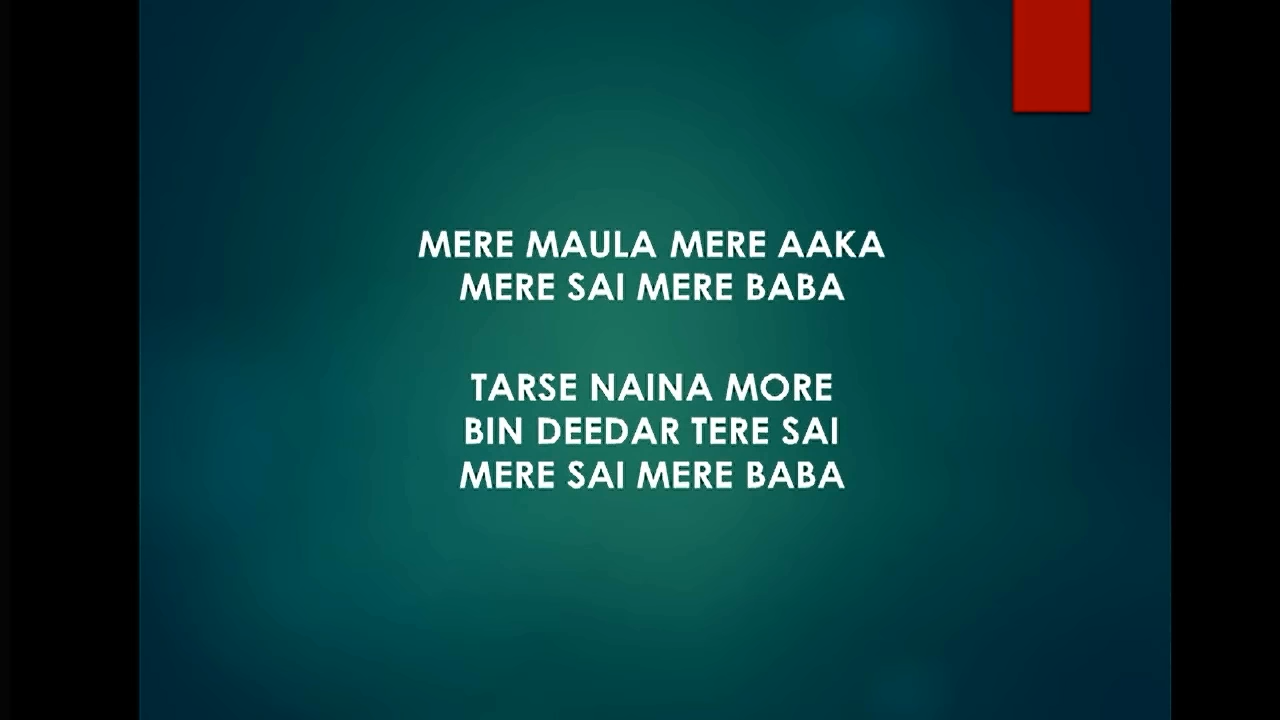 MERE MAULA MERE AAKA
MERE SAI MERE BABA
TARSE NAINA MORE
BIN DEEDAR TERE SAI
MERE SAI MERE BABA